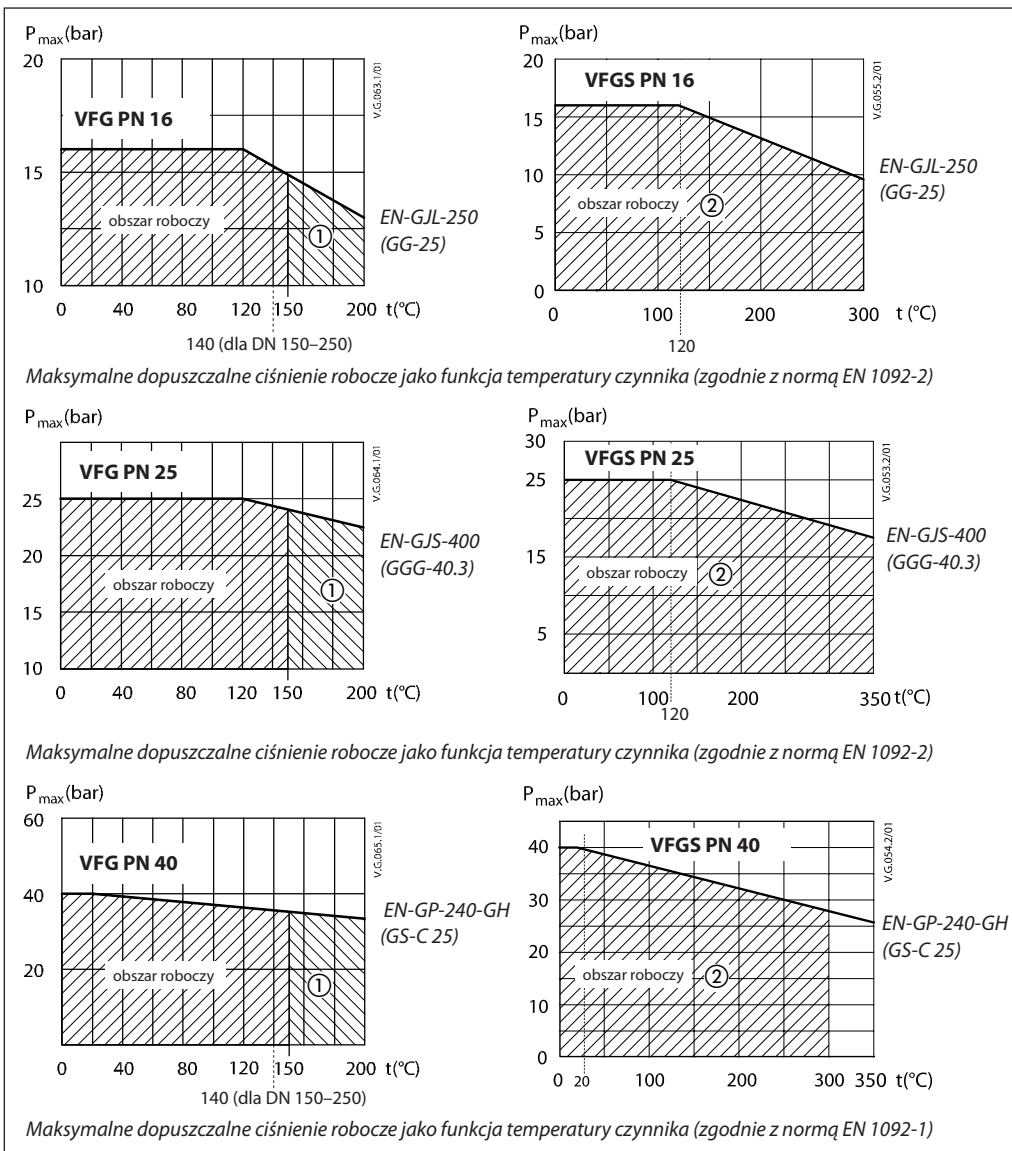 P max (bar)
20
VFG PN 16
15
obszar roboczy
①
10
0 40 80 120 150 200 t(°C)
140 (dla DN 150–250)
V.G.063.1/01
EN-GJL-250
(GG-25)
P max (bar)
20
VFGS PN 16
15
10
obszar roboczy ②
5
0
0 100 200 300 t (°C)
120
V.G.055.2/01
EN-GJL-250
(GG-25)
Maksymalne dopuszczalne ciśnienie robocze jako funkcja temperatury czynnika (zgodnie z normą EN 1092-2)
P max (bar)
VFG PN 25
25
20
obszar roboczy ①
15
10
0 40 80 120 150 200 t(°C)
V.G.064.1/01
EN-GJS-400
(GGG-40.3)
P max (bar)
30
VFGS PN 25
25
15
obszar roboczy ②
5
0 100 200 350 t(°C)
120
V.G.053.2/01
EN-GJS-400
(GGG-40.3)
Maksymalne dopuszczalne ciśnienie robocze jako funkcja temperatury czynnika (zgodnie z normą EN 1092-2)
P max (bar)
60
VFG PN 40
40
20
obszar roboczy ①
0 40 80 120 150 200 t(°C)
140 (dla DN 150–250)
V.G.065.1/01
EN-GP-240-GH
(GS-C 25)
P max (bar)
40
VFGS PN 40
30
20
obszar roboczy ②
10
0
0 20 100 200 300 350 t(°C)
V.G.054.2/01
EN-GP-240-GH
(GS-C 25)
Maksymalne dopuszczalne ciśnienie robocze jako funkcja temperatury czynnika (zgodnie z normą EN 1092-1)